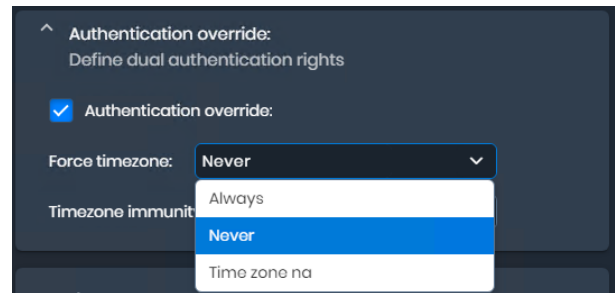 Authentication override:
Define dual authentication rights
Authentication override:
Force timezone: Never
Always
Timezone immunit
Never
Time zone na